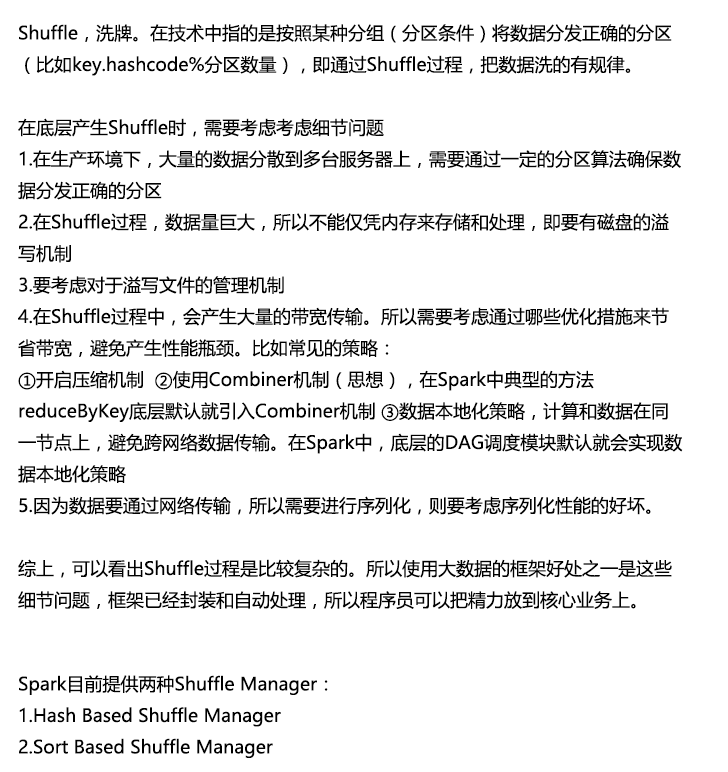 Shuffle，洗牌。在技术中指的是按照某种分组（分区条件）将数据分发正确的分区
（比如key.hashcode%分区数量），即通过Shuffle过程，把数据洗的有规律。
在底层产生Shuffle时，需要考虑考虑细节问题
1.在生产环境下，大量的数据分散到多台服务器上，需要通过一定的分区算法确保数
据分发正确的分区
2.在Shuffle过程，数据量巨大，所以不能仅凭内存来存储和处理，即要有磁盘的溢
写机制
3.要考虑对于溢写文件的管理机制
4.在Shuffle过程中，会产生大量的带宽传输。所以需要考虑通过哪些优化措施来节
省带宽，避免产生性能瓶颈。比如常见的策略：
①开启压缩机制 ②使用Combiner机制（思想），在Spark中典型的方法
reduceByKey底层默认就引入Combiner机制 ③数据本地化策略，计算和数据在同
一节点上，避免跨网络数据传输。在Spark中，底层的DAG调度模块默认就会实现数
据本地化策略
5.因为数据要通过网络传输，所以需要进行序列化，则要考虑序列化性能的好坏。
综上，可以看出Shuffle过程是比较复杂的。所以使用大数据的框架好处之一是这些
细节问题，框架已经封装和自动处理，所以程序员可以把精力放到核心业务上。
Spark目前提供两种Shuffle Manager：
1.Hash Based Shuffle Manager
2.Sort Based Shuffle Manager